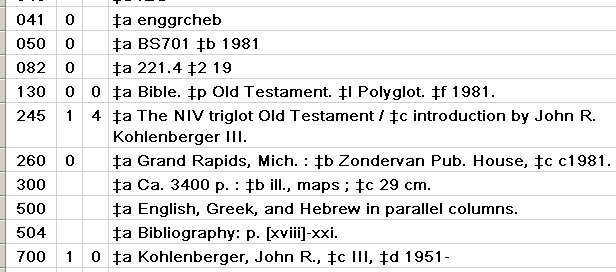 041 0 ‡a enggrcheb
050 0 ‡a BS701 ‡b 1981
082 0 ‡a 221.4 ‡2 19
130 0 0 ‡a Bible. ‡p Old Testament. ‡l Polyglot. ‡f 1981.
245 1 4 ‡a The NIV triglot Old Testament / ‡c introduction by John R.
Kohlenberger III.
260 0 ‡a Grand Rapids, Mich. : ‡b Zondervan Pub. House, ‡c c1981.
300 ‡a Ca. 3400 p. : ‡b ill., maps ; ‡c 29 cm.
500 ‡a English, Greek, and Hebrew in parallel columns.
504 ‡a Bibliography: p. [xviii]-xxi.
700 1 0 ‡a Kohlenberger, John R., ‡c III, ‡d 1951-